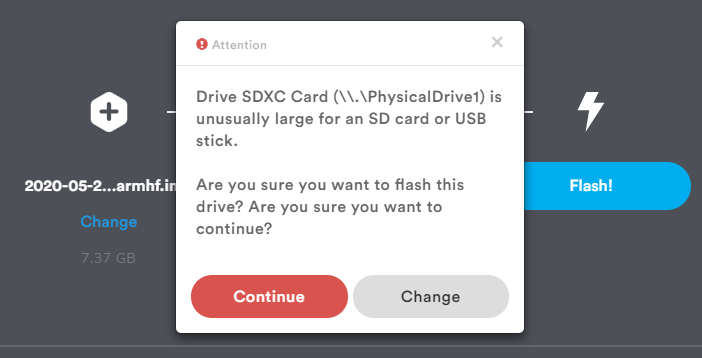 Attention
Drive SDXC Card (\\.\PhysicalDrive1) is
unusually large for an SD card or USB
stick.
Are you sure you want to flash this
drive? Are you sure you want to
continue?
Continue
Change
2020-05-2...armhf.in
Change
7.37 GB
Flash!